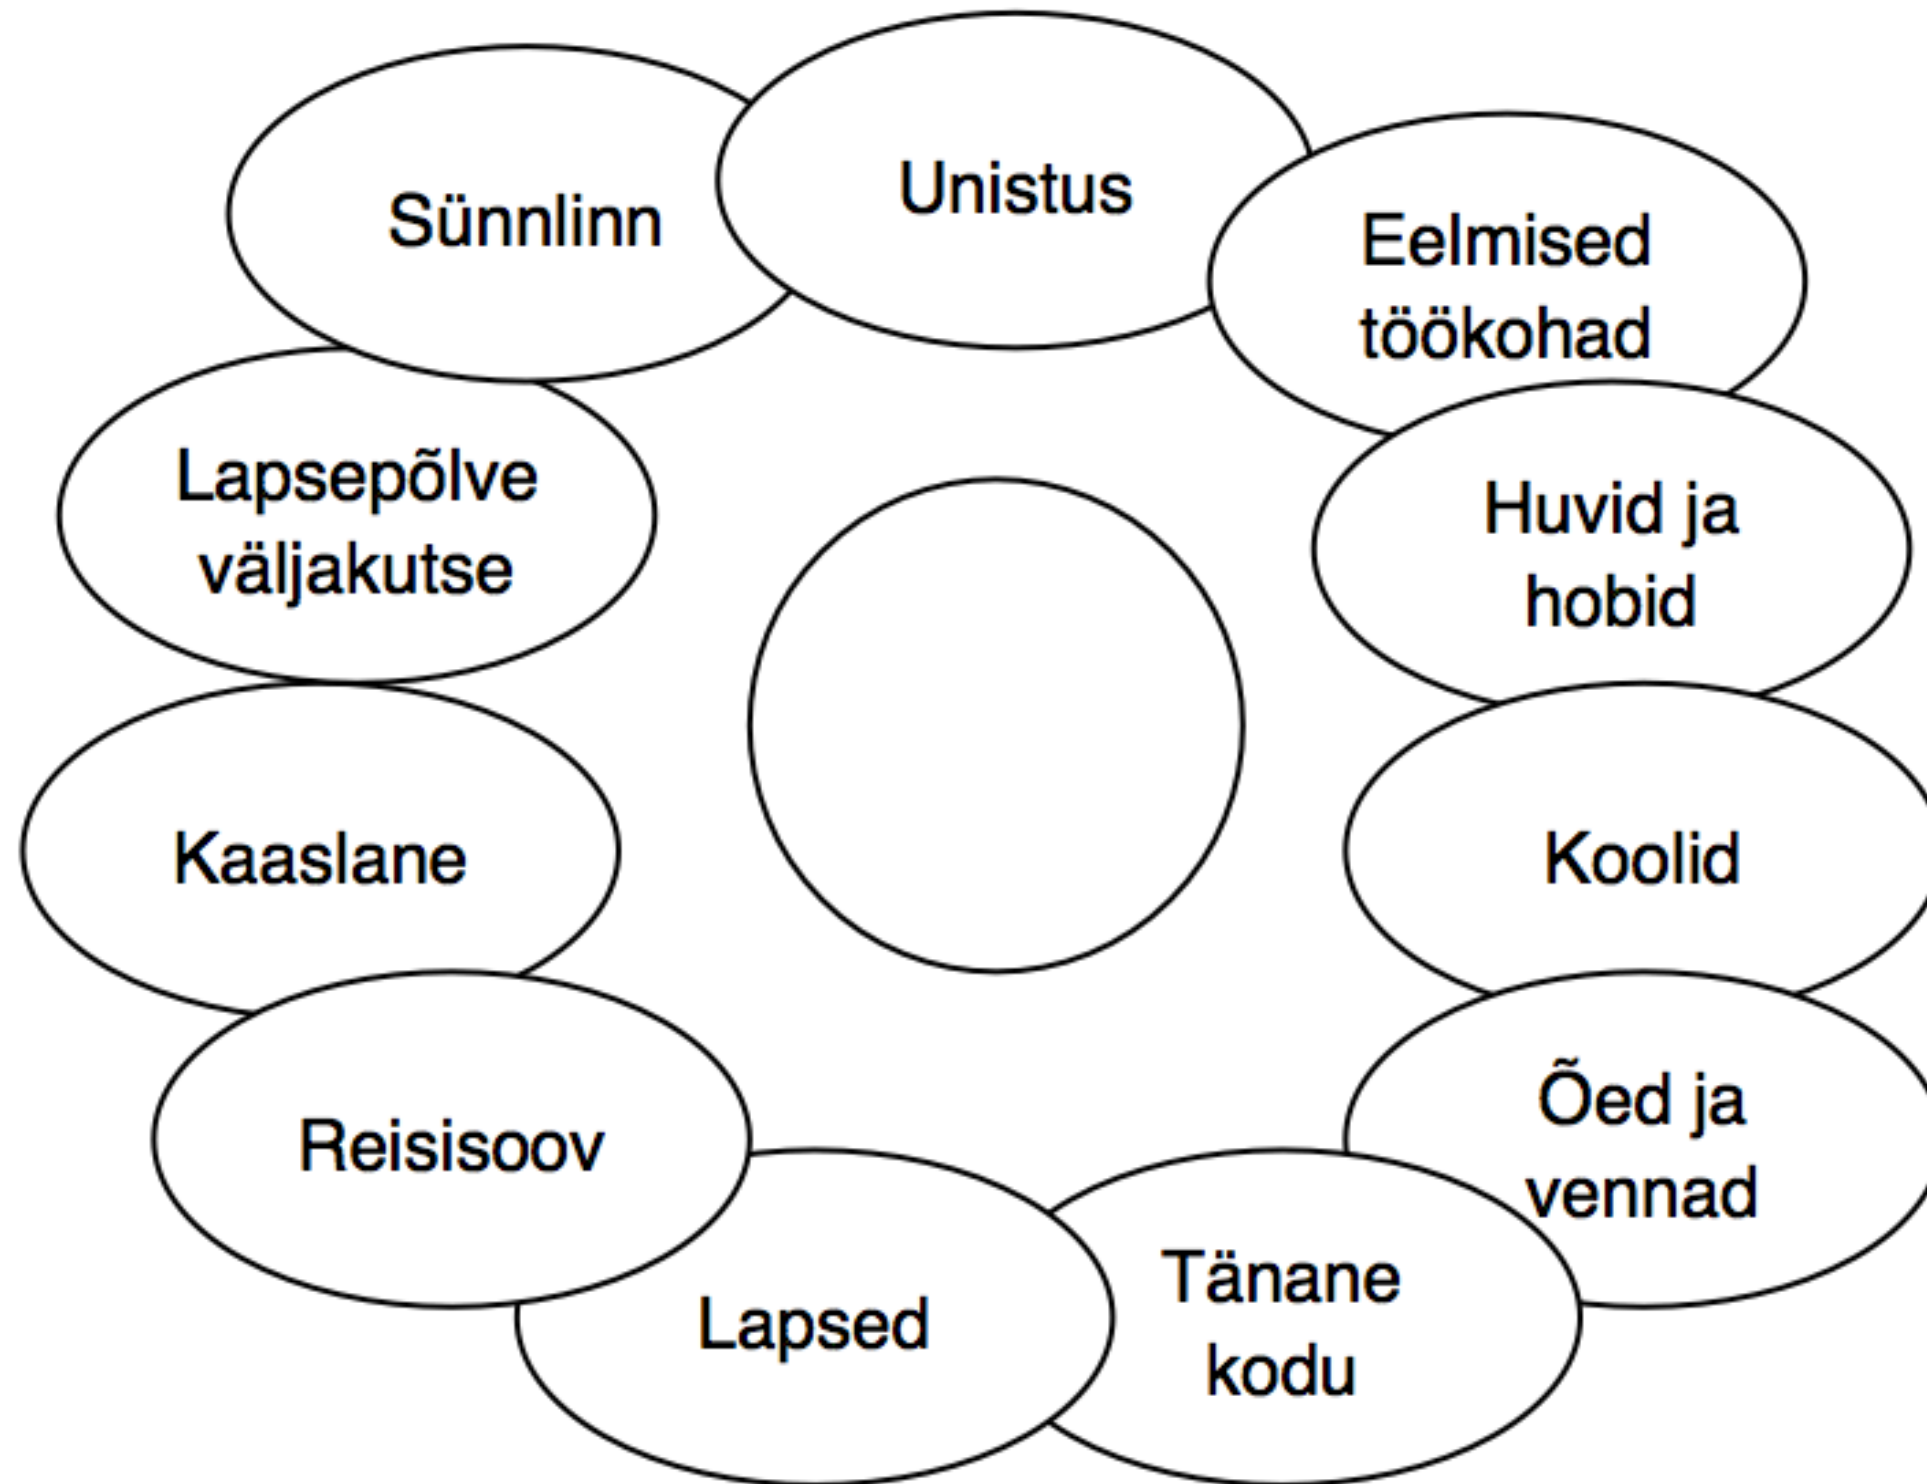 Sünnlinn
Unistus
Eelmised
töökohad
Huvid ja
hobid
Koolid
Õed ja
vennad
Tänane
kodu
Lapsed
Reisisoov
Kaaslane
Lapsepõlve
väljakutse